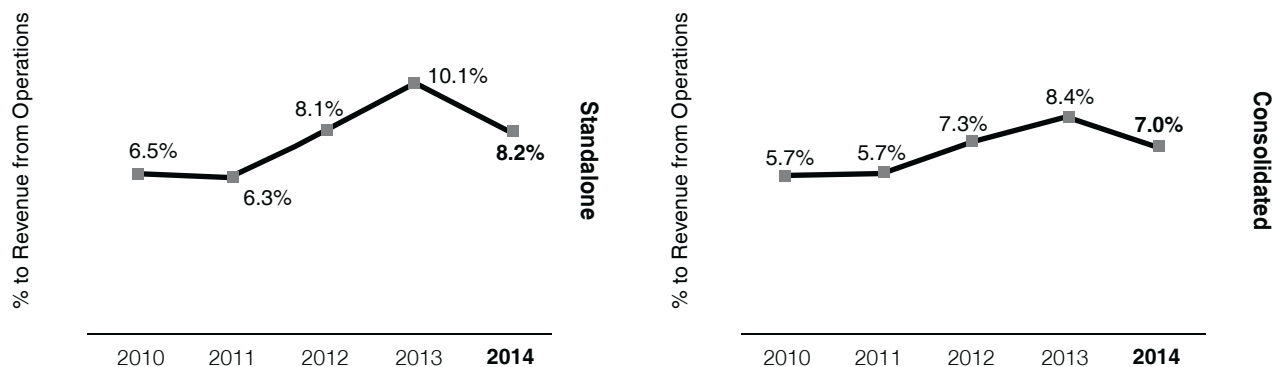 % to Revenue from Operations
6.5%
6.3%
8.1%
10.1%
8.2%
2010 2011 2012 2013 2014
Standalone
% to Revenue from Operations
5.7%
5.7%
7.3%
8.4%
7.0%
2010 2011 2012 2013 2014
Consolidated